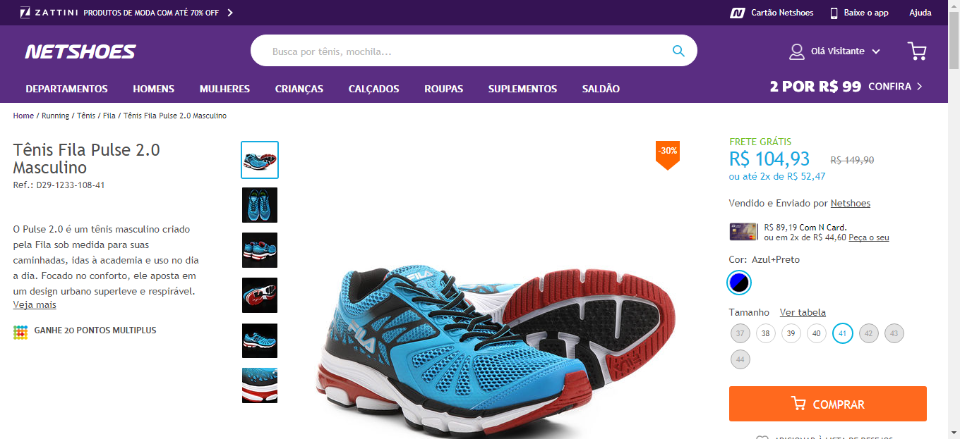 ZATTINI PRODUTOS DE MODA COM ATÉ 70% OFF
Cartão Netshoes
Baixe o app
Ajuda
NETSHOES
Busca por tênis, mochila...
Olá Visitante
DEPARTAMENTOS HOMENS MULHERES CRIANÇAS CALÇADOS ROUPAS SUPLEMENTOS SALDÃO
2 POR R$ 99 CONFIRA
Home / Running / Tênis / Fila / Tênis Fila Pulse 2.0 Masculino
Tênis Fila Pulse 2.0
Masculino
Ref.: D29-1233-108-41
O Pulse 2.0 é um tênis masculino criado
pela Fila sob medida para suas
caminhadas, idas à academia e uso no dia
a dia. Focado no conforto, ele aposta em
um design urbano superleve e respirável.
Veja mais
GANHE 20 PONTOS MULTIPLUS
-30%
FILA
FRETE GRÁTIS
R$ 104,93 R$ 149,90
ou até 2x de R$ 52,47
Vendido e Enviado por Netshoes
R$ 89,19 Com N Card.
ou em 2x de R$ 44,60 Peça o seu
Cor: Azul+Preto
Tamanho Ver tabela
37 38 39 40 41 42 43
44
COMPRAR
ADICIONAR À LISTA DE DESEJOS